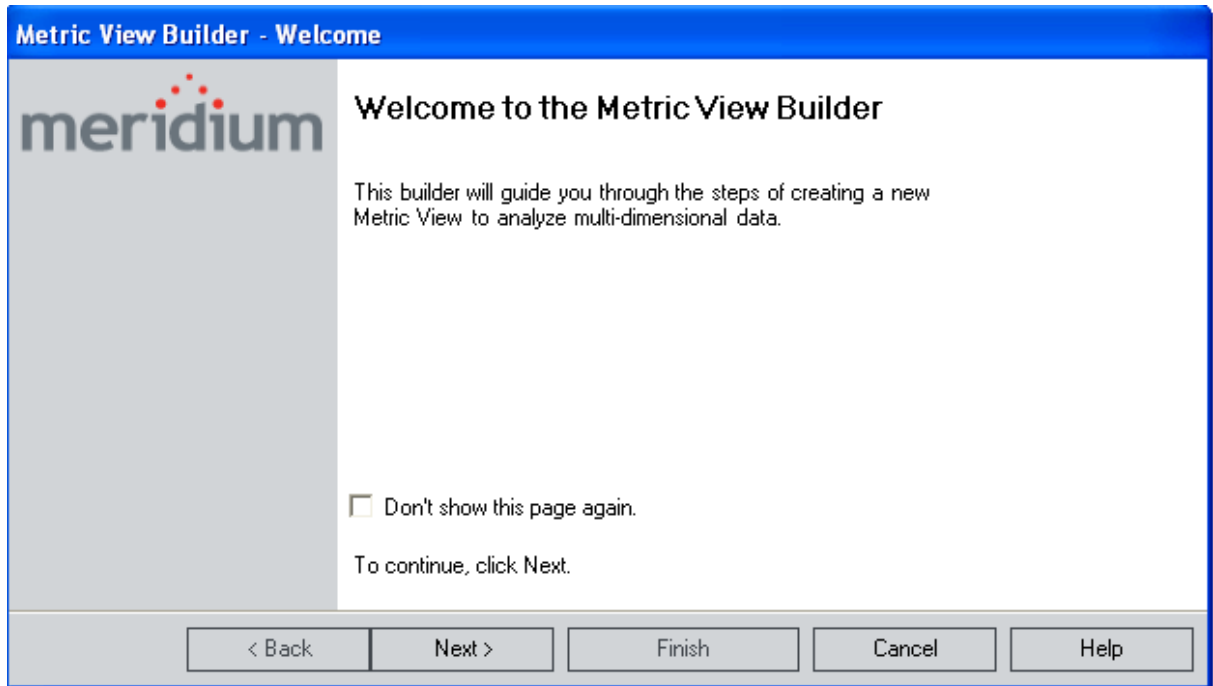 Metric View Builder - Welcome
meridium
Welcome to the Metric View Builder
This builder will guide you through the steps of creating a new
Metric View to analyze multi-dimensional data.
Don't show this page again.
To continue, click Next.
< Back
Next >
Finish
Cancel
Help